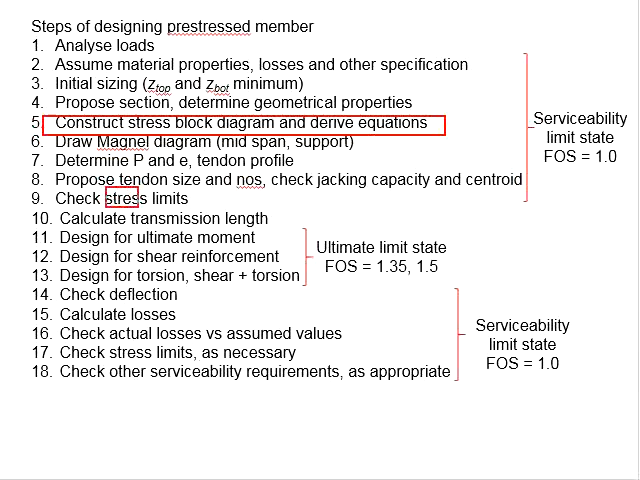 Steps of designing prestressed member
1. Analyse loads
2. Assume material properties, losses and other specification
3. Initial sizing (ztop and zbot minimum)
4. Propose section, determine geometrical properties
5. Construct stress block diagram and derive equations
6. Draw Magnel diagram (mid span, support)
7. Determine P and e, tendon profile
8. Propose tendon size and nos, check jacking capacity and centroid
9. Check stress limits
Serviceability
limit state
FOS = 1.0
10. Calculate transmission length
11. Design for ultimate moment
12. Design for shear reinforcement
13. Design for torsion, shear + torsion
Ultimate limit state
FOS = 1.35, 1.5
14. Check deflection
15. Calculate losses
16. Check actual losses vs assumed values
17. Check stress limits, as necessary
18. Check other serviceability requirements, as appropriate
Serviceability
limit state
FOS = 1.0